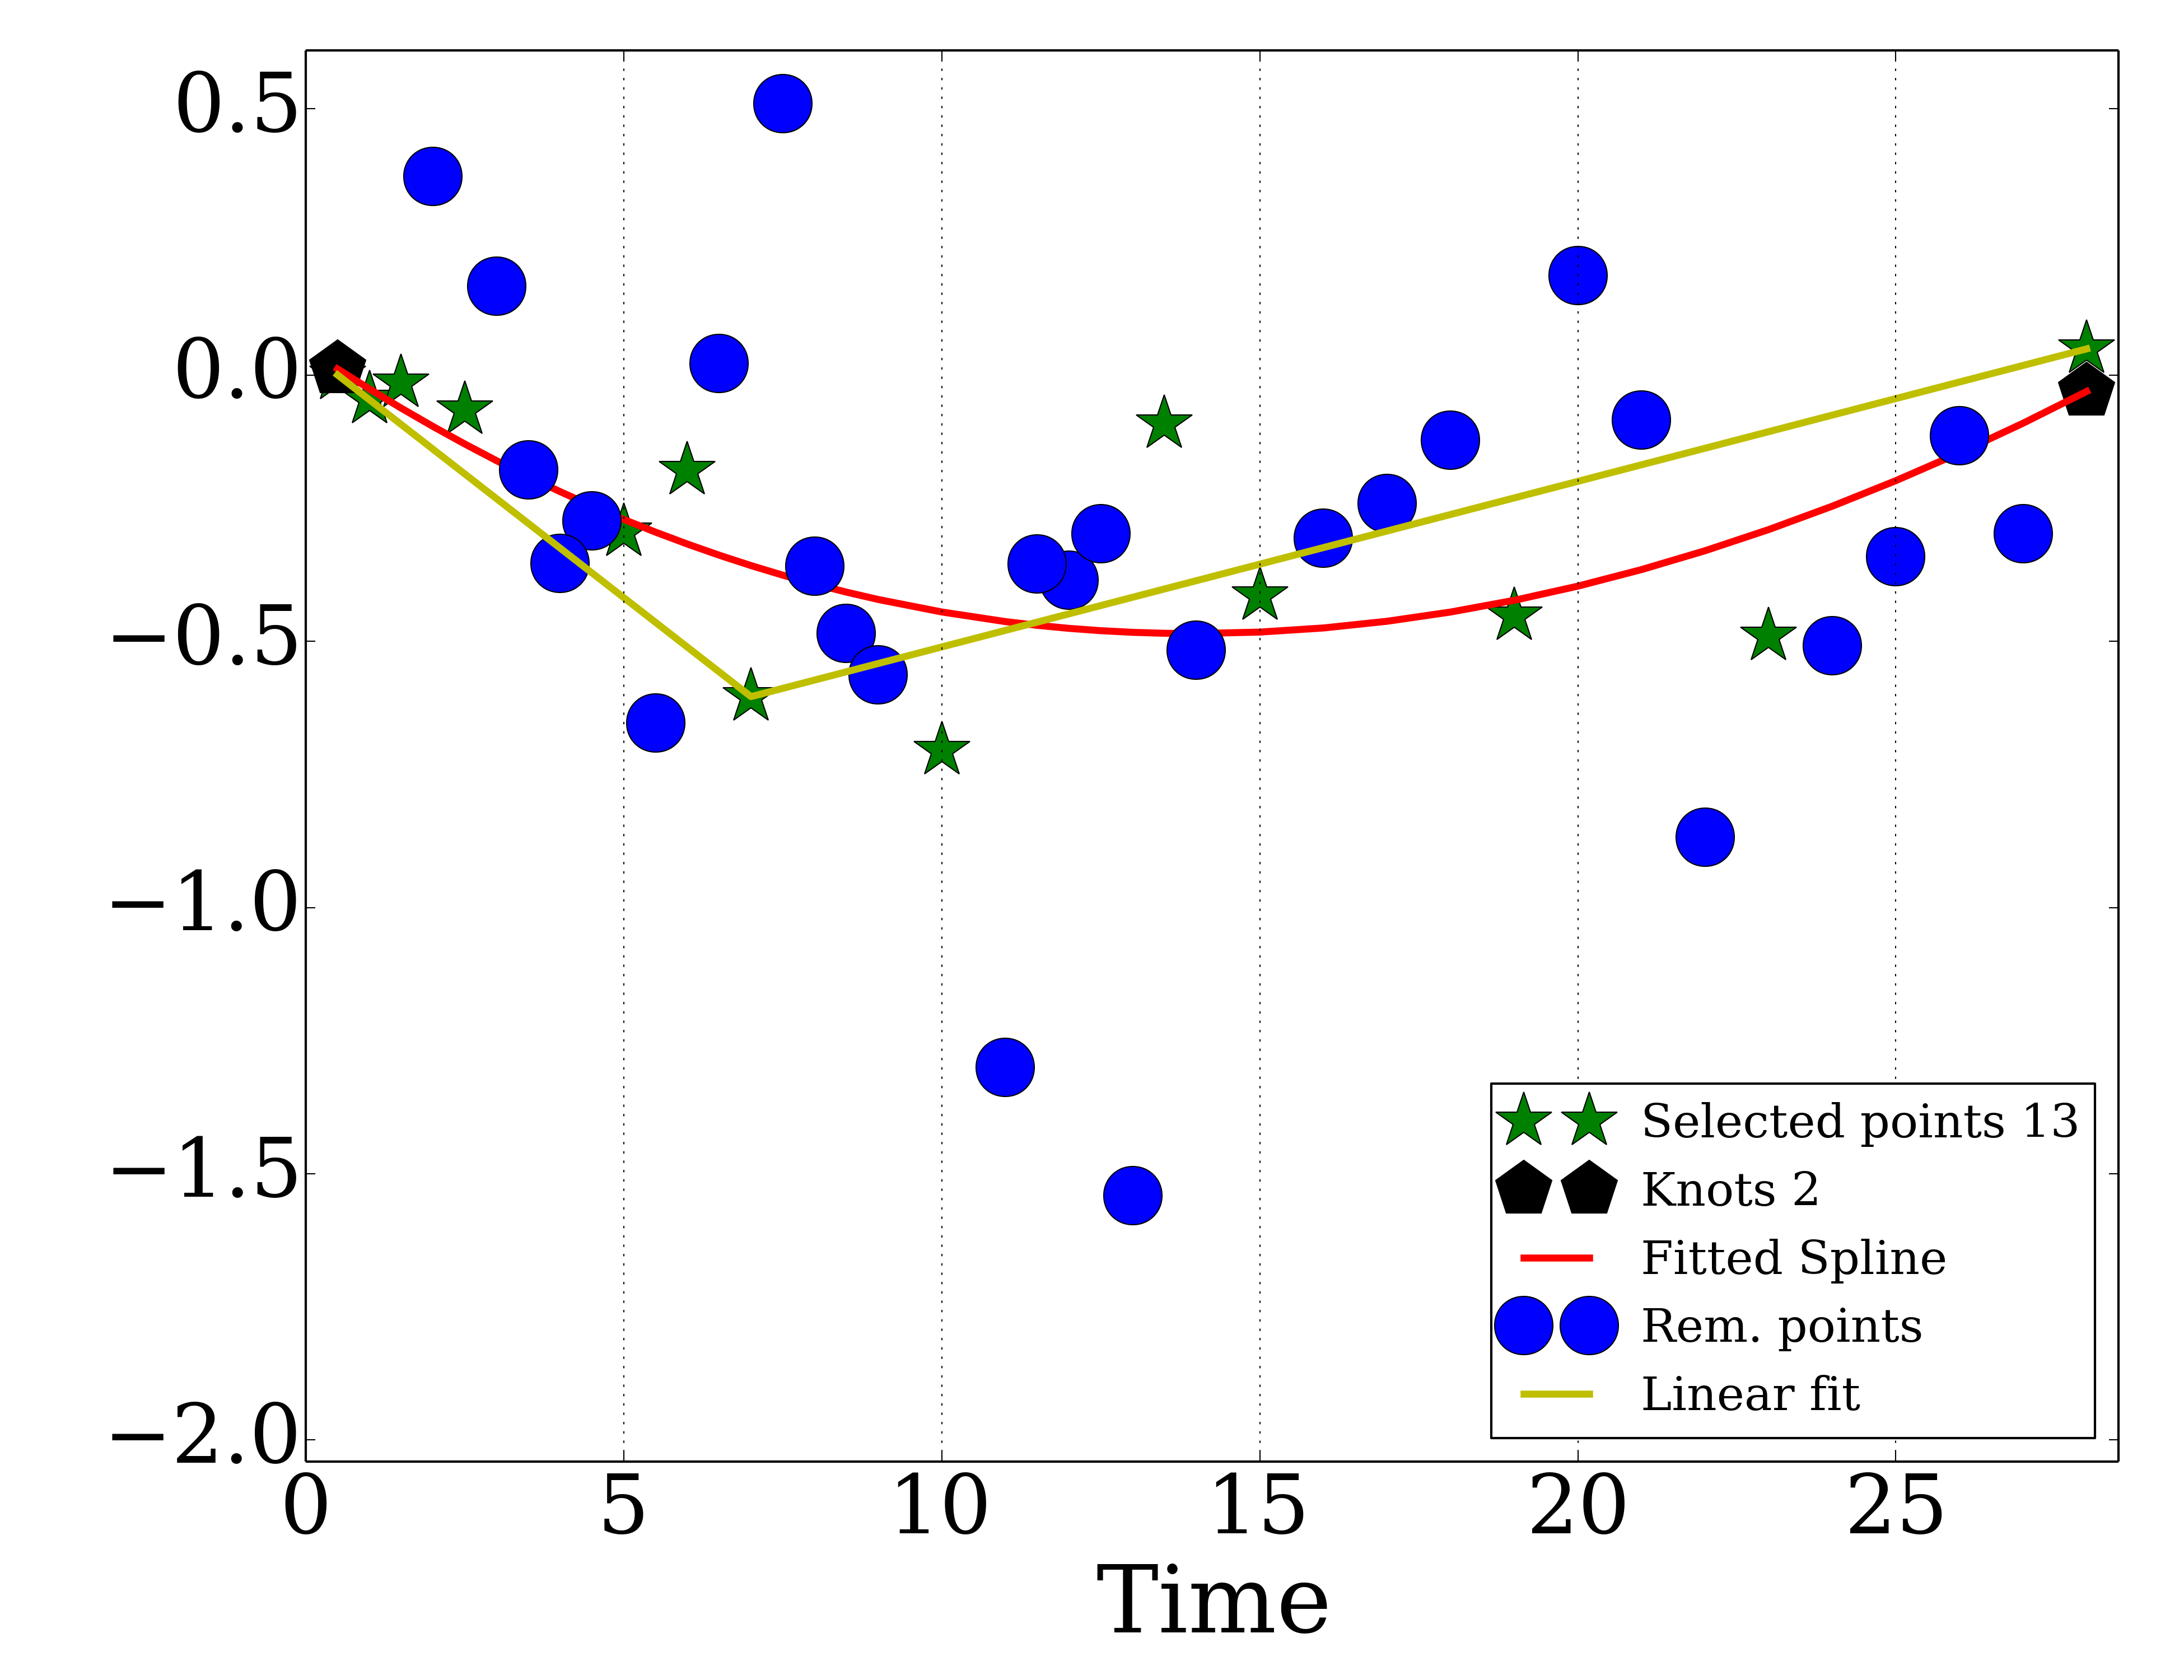 0.5
0.0
−0.5
−1.0
−1.5
−2.0
0 5 10 15 20 25
Time
Selected points 13
Knots 2
Fitted Spline
Rem. points
Linear fit